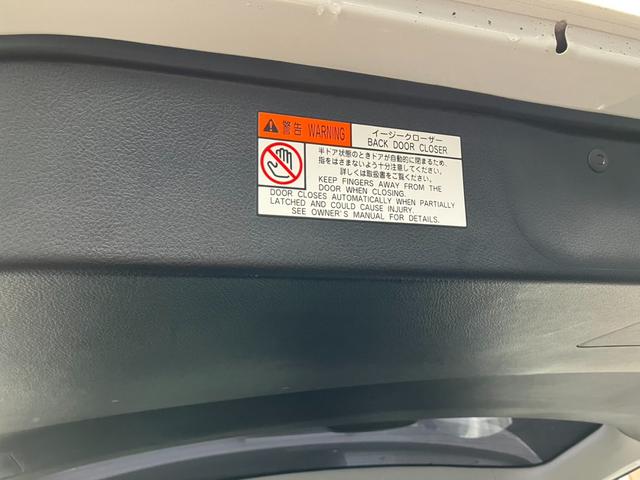 警告 WARNING
イージークローザー
BACK DOOR CLOSER
半ドア状態のときドアが自動的に閉まるため、
指をはさまないよう十分注意してください。
詳しくは取扱書をご覧ください。
KEEP FINGERS AWAY FROM THE
DOOR WHEN CLOSING.
DOOR CLOSES AUTOMATICALLY WHEN PARTIALLY
LATCHED AND COULD CAUSE INJURY.
SEE OWNER'S MANUAL FOR DETAILS.